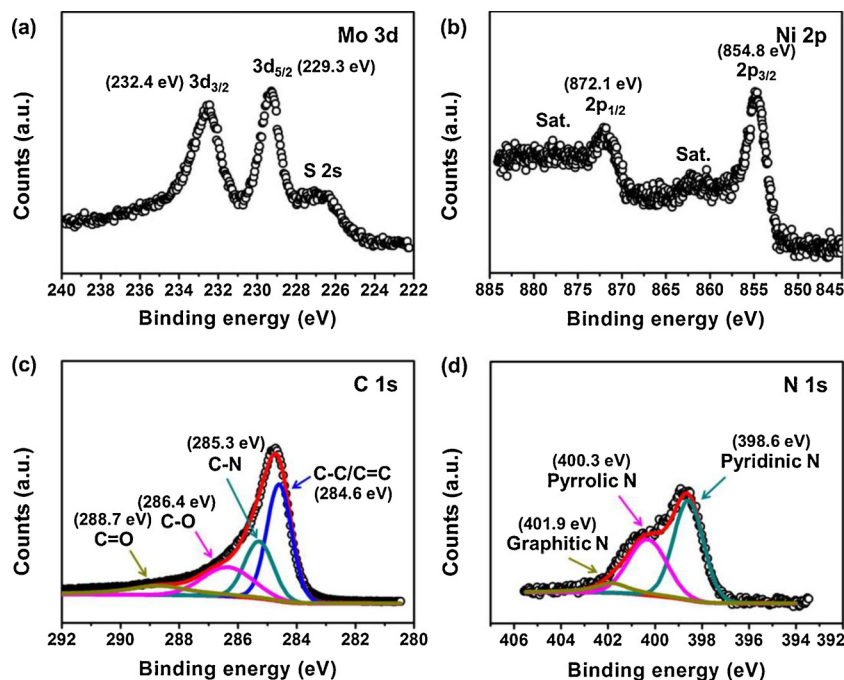 (a)
Mo 3d
(232.4 eV) 3d3/2
3d5/2 (229.3 eV)
S 2s
Counts (a.u.)
240 238 236 234 232 230 228 226 224 222
Binding energy (eV)
(b)
Ni 2p
(854.8 eV)
2p3/2
(872.1 eV)
2p1/2
Sat.
Sat.
Counts (a.u.)
885 880 875 870 865 860 855 850 845
Binding energy (eV)
(c)
C 1s
(285.3 eV)
C-N
C-C/C=C
(284.6 eV)
(286.4 eV)
C-O
(288.7 eV)
C=O
Counts (a.u.)
292 290 288 286 284 282 280
Binding energy (eV)
(d)
N 1s
(398.6 eV)
Pyridinic N
(400.3 eV)
Pyrrolic N
(401.9 eV)
Graphitic N
Counts (a.u.)
406 404 402 400 398 396 394 392
Binding energy (eV)